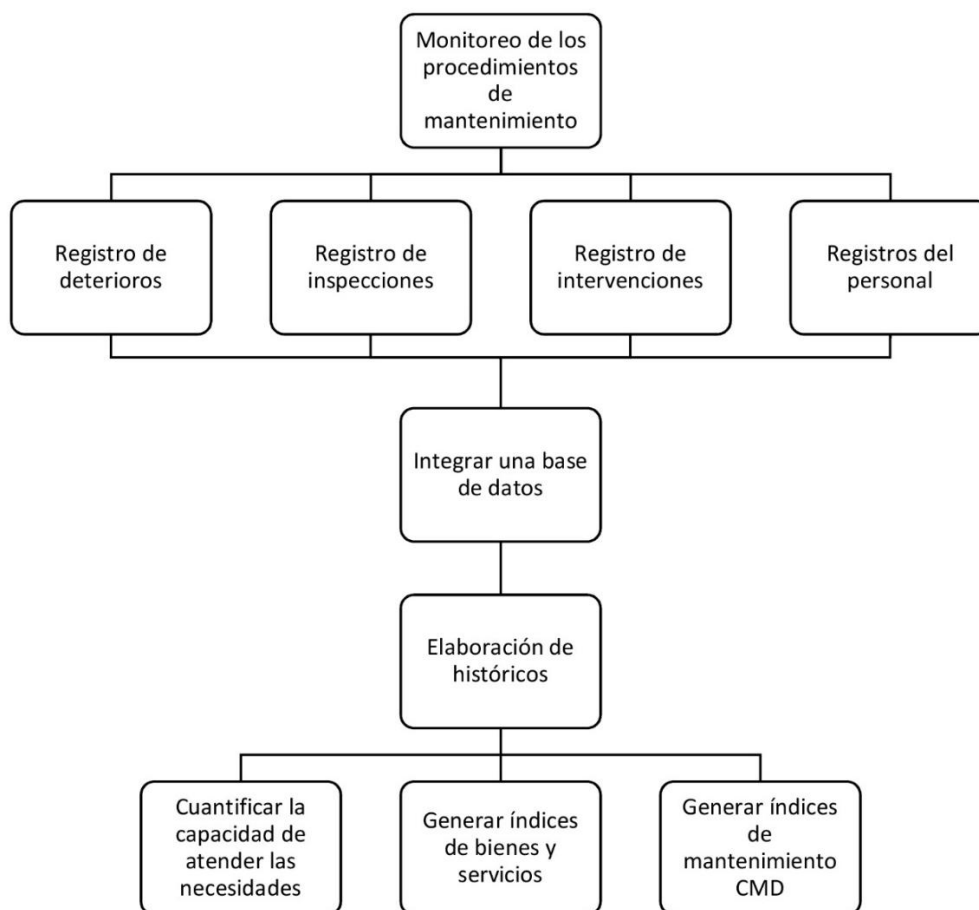 Monitoreo de los
procedimientos
de
mantenimiento
Registro de
deterioros
Registro de
inspecciones
Registro de
intervenciones
Registros del
personal
Integrar una base
de datos
Elaboración de
históricos
Cuantificar la
capacidad de
atender las
necesidades
Generar índices
de bienes y
servicios
Generar índices
de
mantenimiento
CMD